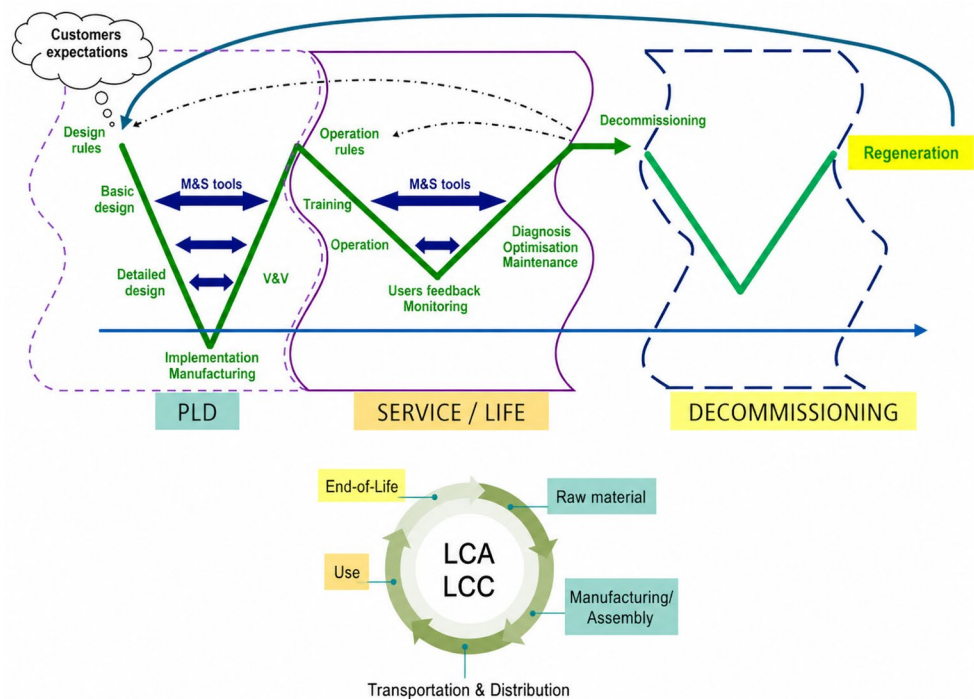 Customers
expectations
Design
rules
Basic
design
M&S tools
Detailed
design
V&V
Implementation
Manufacturing
Operation
rules
Training
M&S tools
Operation
Users feedback
Monitoring
Diagnosis
Optimisation
Maintenance
Decommissioning
Regeneration
PLD
SERVICE / LIFE
DECOMMISSIONING
End-of-Life
Raw material
LCA
LCC
Use
Manufacturing/
Assembly
Transportation & Distribution